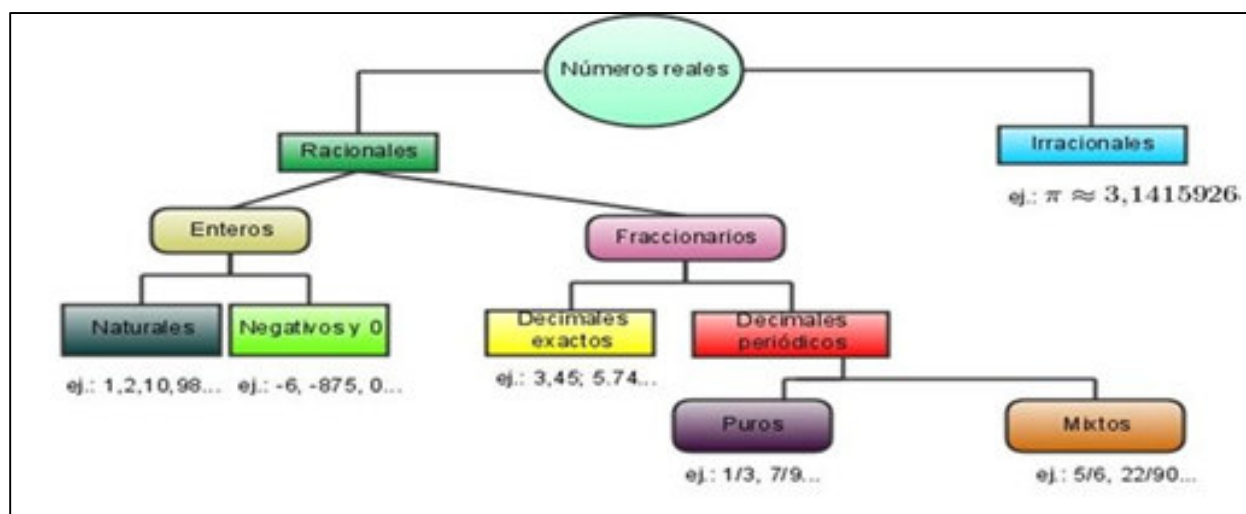 Números reales
Racionales
Irracionales
ej.: π ≈ 3,1415926
Enteros
Fraccionarios
Naturales
Negativos y 0
Decimales
exactos
Decimales
periódicos
ej.: 1,2,10,98...
ej.: -6, -875, 0...
ej.: 3,45; 5.74...
Puros
Mixtos
ej.: 1/3, 7/9...
ej.: 5/6, 22/90...